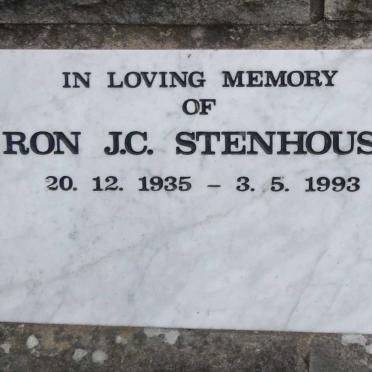 IN LOVING MEMORY
OF
RON J.C. STENHOUS
20. 12. 1935 – 3. 5. 1993